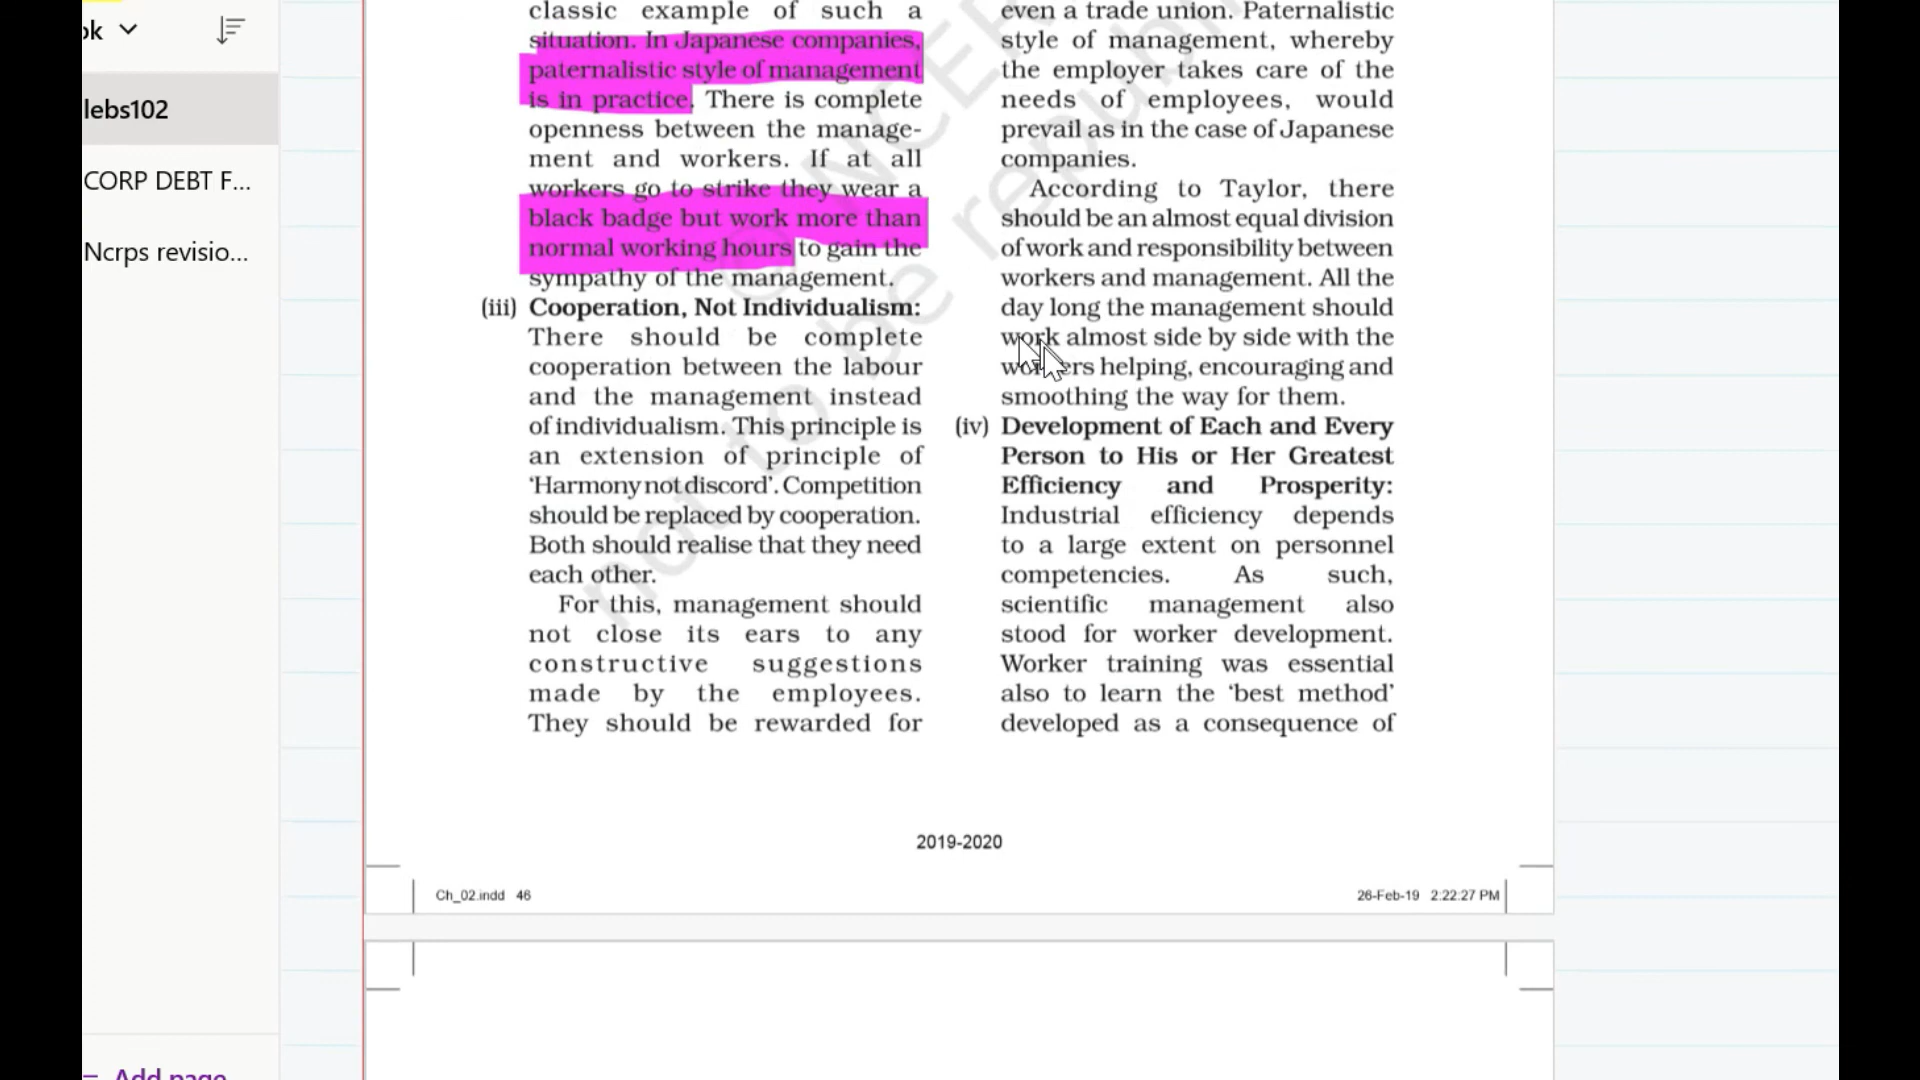 ok
lebs102
CORP DEBT F...
Ncrps revisio...
Add page
classic example of such a
situation. In Japanese companies,
paternalistic style of management
is in practice. There is complete
openness between the manage-
ment and workers. If at all
workers go to strike they wear a
black badge but work more than
normal working hours to gain the
sympathy of the management.
(iii) Cooperation, Not Individualism:
There should be complete
cooperation between the labour
and the management instead
of individualism. This principle is
an extension of principle of
‘Harmony not discord’. Competition
should be replaced by cooperation.
Both should realise that they need
each other.
For this, management should
not close its ears to any
constructive suggestions
made by the employees.
They should be rewarded for
even a trade union. Paternalistic
style of management, whereby
the employer takes care of the
needs of employees, would
prevail as in the case of Japanese
companies.
According to Taylor, there
should be an almost equal division
of work and responsibility between
workers and management. All the
day long the management should
work almost side by side with the
workers helping, encouraging and
smoothing the way for them.
(iv) Development of Each and Every
Person to His or Her Greatest
Efficiency and Prosperity:
Industrial efficiency depends
to a large extent on personnel
competencies. As such,
scientific management also
stood for worker development.
Worker training was essential
also to learn the ‘best method’
developed as a consequence of
© NCER
not to be republi
2019-2020
Ch_02.indd 46
26-Feb-19 2:22:27 PM